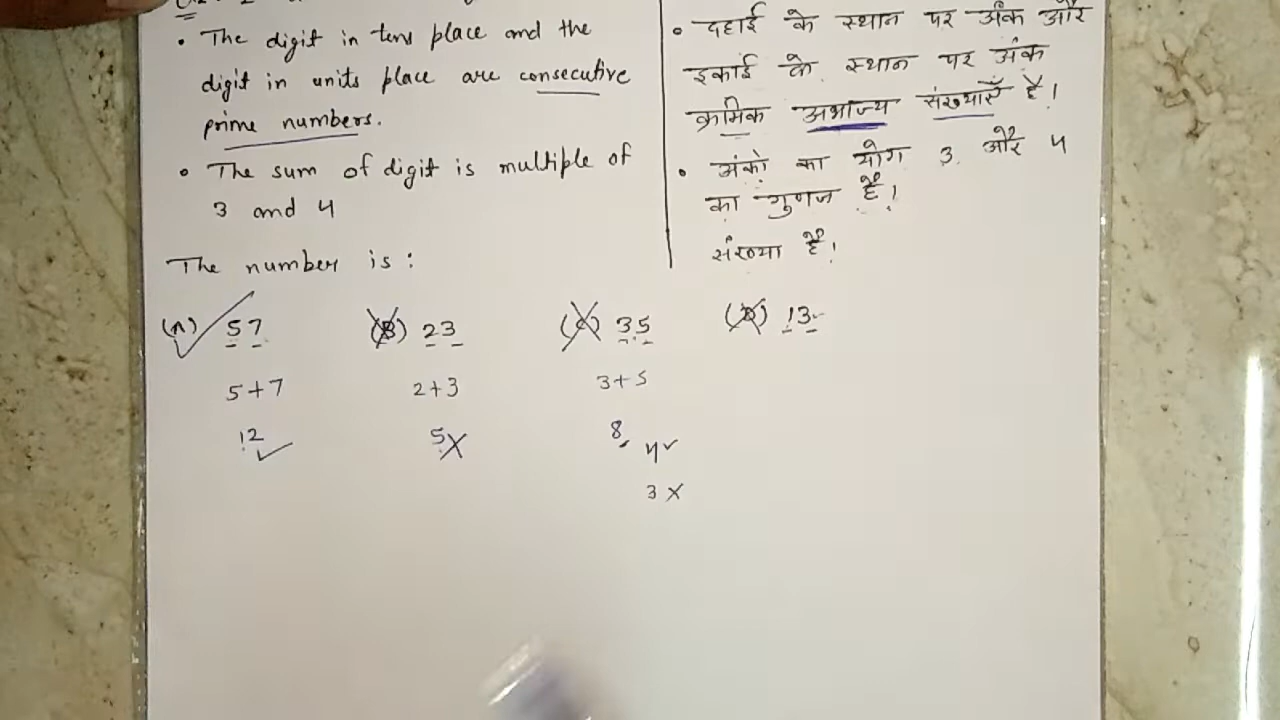 • The digit in tens place and the
digit in units place are consecutive
prime numbers.
• The sum of digit is multiple of
3 and 4
The number is :
• दहाई के स्थान पर अंक और
इकाई के स्थान पर अंक
क्रमिक अभाज्य संख्याएँ है।
• अंको का योग 3 और 4
का गुणज है।
संख्या है।
(A) 57 (B) 23 (C) 35 (D) 13
5+7 2+3 3+5
12 5 8
4
3